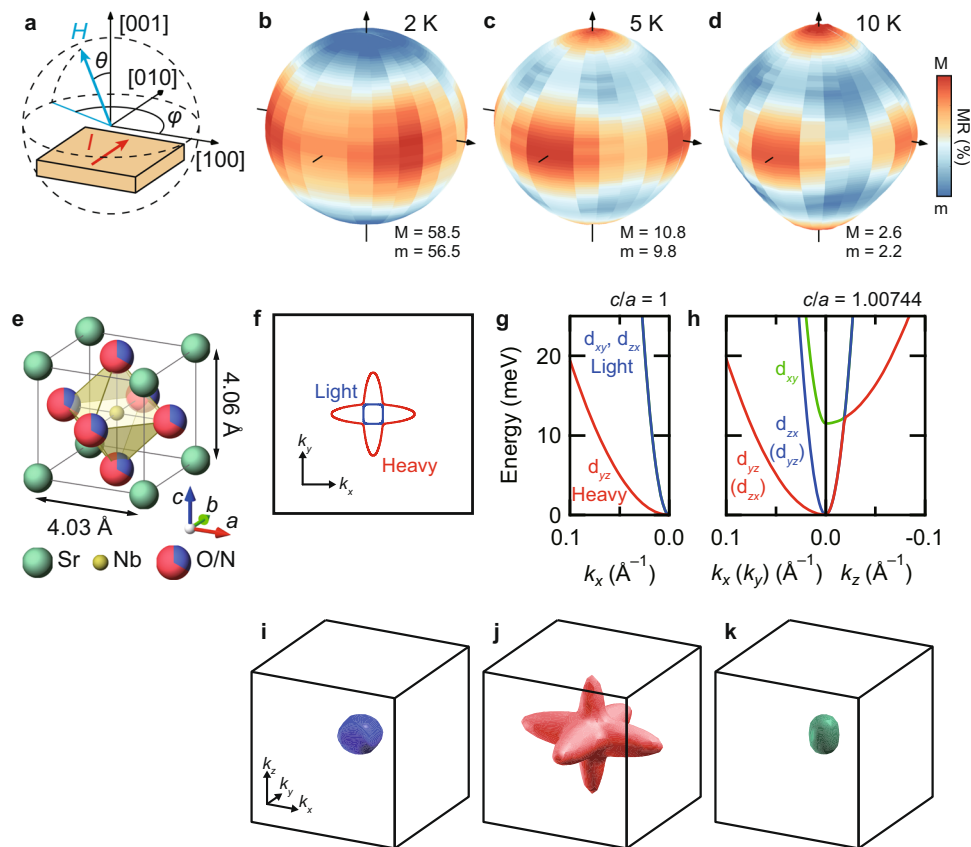 a
H
θ
[001]
[010]
φ
I
[100]
b
2 K
M = 58.5
m = 56.5
c
5 K
M = 10.8
m = 9.8
d
10 K
M = 2.6
m = 2.2
M
MR (%)
m
e
4.06 Å
4.03 Å
c
b
a
Sr
Nb
O/N
f
Light
Heavy
k_y
k_x
g
c/a = 1
Energy (meV)
20
10
0
d_xy, d_zx
Light
d_yz
Heavy
0.1
0.0
k_x (Å⁻¹)
h
c/a = 1.00744
d_xy
d_zx
(d_yz)
d_yz
(d_zx)
0.1
0.0
-0.1
k_x (k_y) (Å⁻¹)
k_z (Å⁻¹)
i
k_z
k_y
k_x
j
k